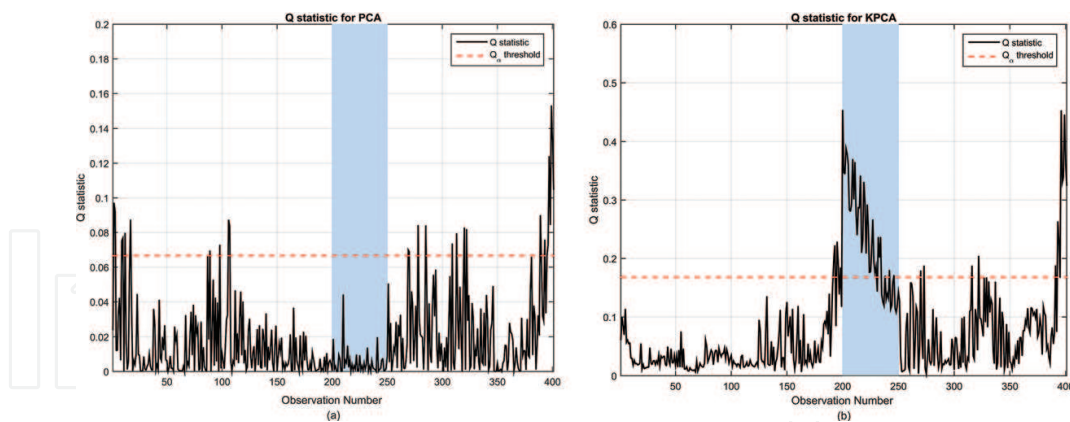 Q statistic for PCA
0.2
0.18
0.16
0.14
0.12
0.1
0.08
0.06
0.04
0.02
0
Q statistic
Q statistic
Qα threshold
50
100
150
200
250
300
350
400
Observation Number
(a)
Q statistic for KPCA
0.6
0.5
0.4
0.3
0.2
0.1
0
Q statistic
Q statistic
Qα threshold
50
100
150
200
250
300
350
400
Observation Number
(b)